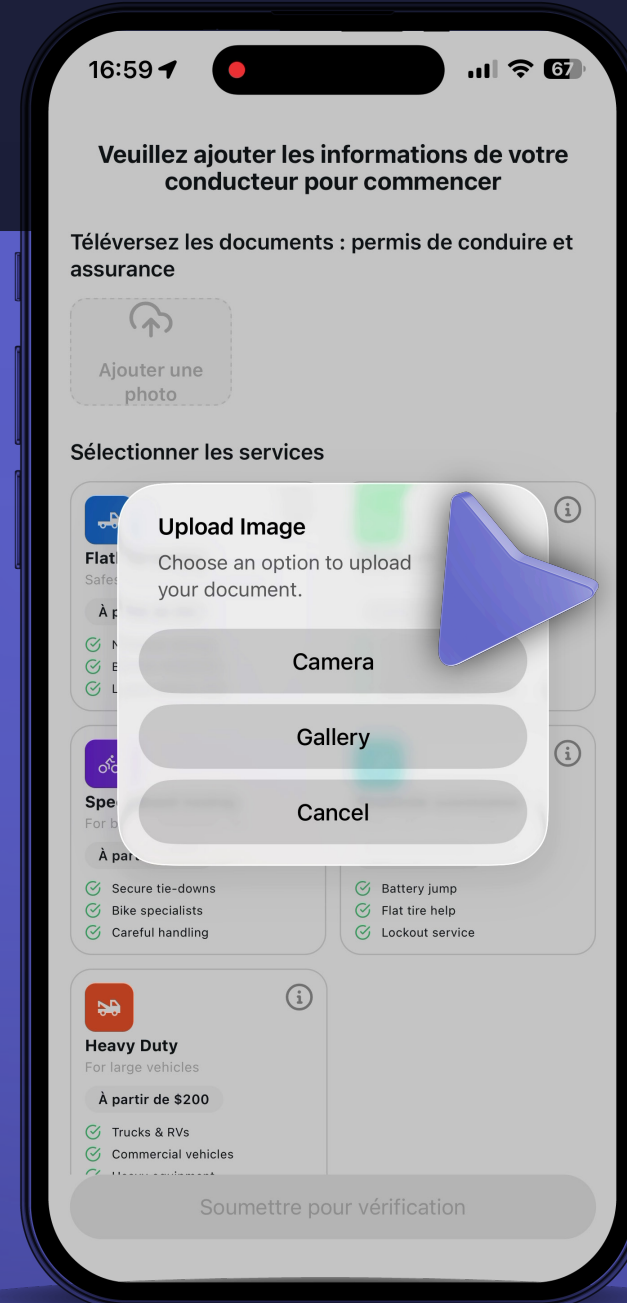 16:59
67
Veuillez ajouter les informations de votre
conducteur pour commencer
Téléversez les documents : permis de conduire et
assurance
Ajouter une
photo
Sélectionner les services
Upload Image
Choose an option to upload
your document.
Camera
Gallery
Cancel
Secure tie-downs
Bike specialists
Careful handling
Battery jump
Flat tire help
Lockout service
Heavy Duty
For large vehicles
À partir de $200
Trucks & RVs
Commercial vehicles
Soumettre pour vérification